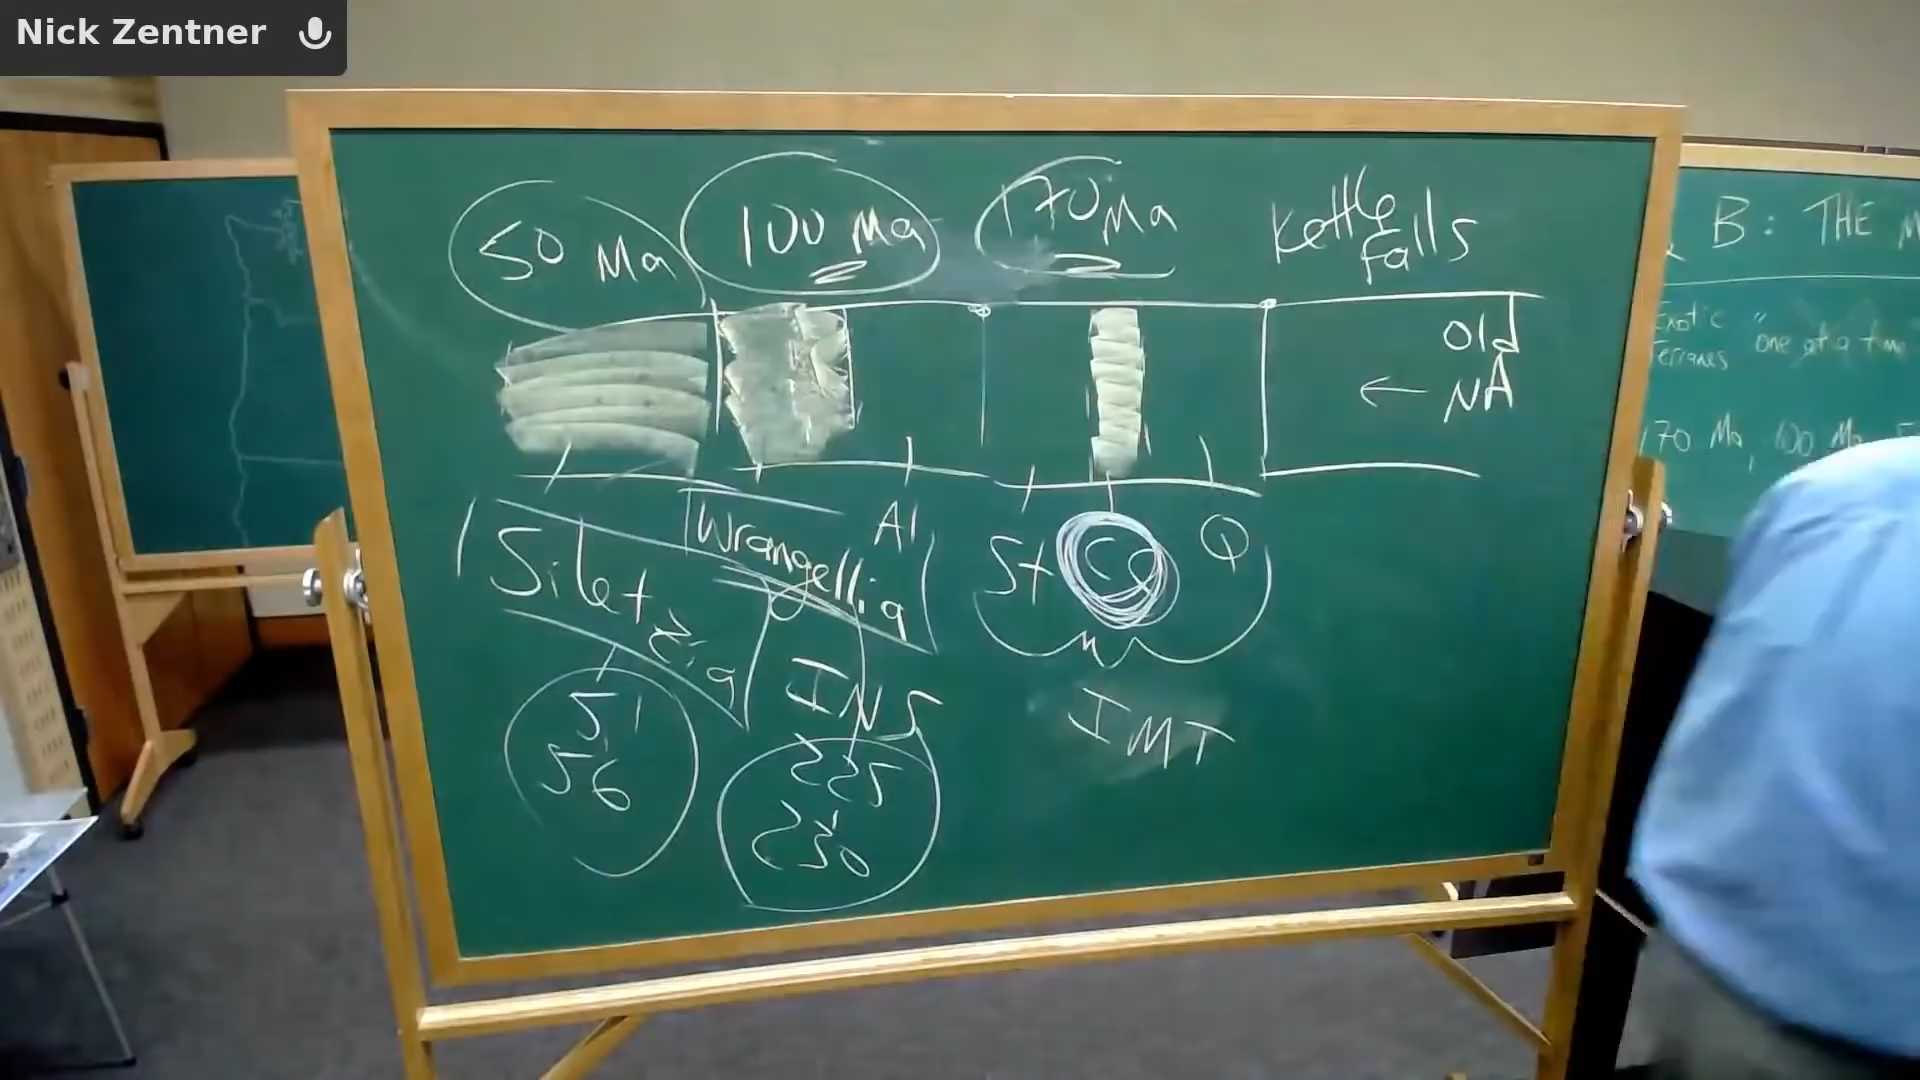 Nick Zentner
50 Ma
100 Ma
170 Ma
Kettle
falls
Old
← NA
Siletzia
51
56
Wrangellia
Al
INS
225
230
St
Q
IMT
B: THE
Exotic
Terranes
"one at a time
170 Ma, 100 Ma